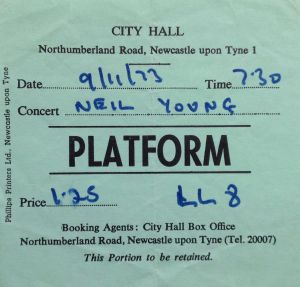 CITY HALL
Northumberland Road, Newcastle upon Tyne 1
Date 9/11/73 Time 7.30
Concert NEIL YOUNG
PLATFORM
Price 1.25 LL 8
Booking Agents: City Hall Box Office
Northumberland Road, Newcastle upon Tyne (Tel. 20007)
This Portion to be retained.
Phillips Printers Ltd., Newcastle upon Tyne